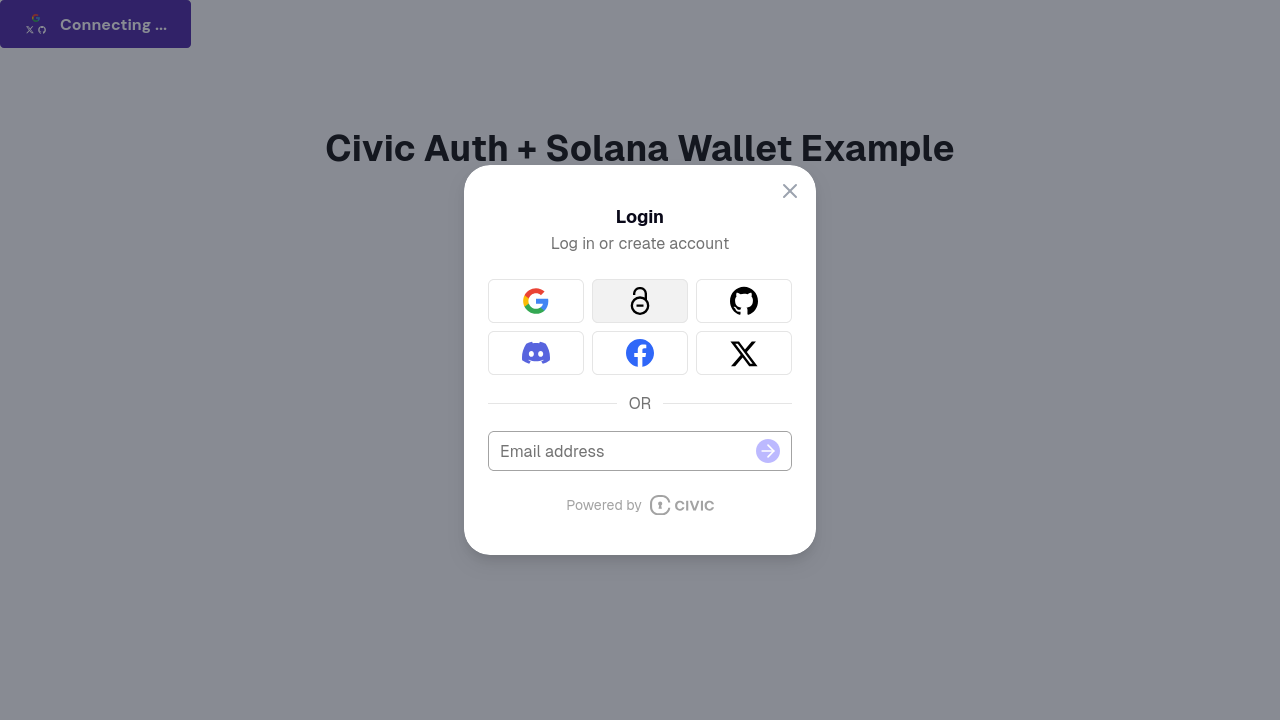 Connecting ...
Civic Auth + Solana Wallet Example
Login
Log in or create account
OR
Email address
Powered by CIVIC